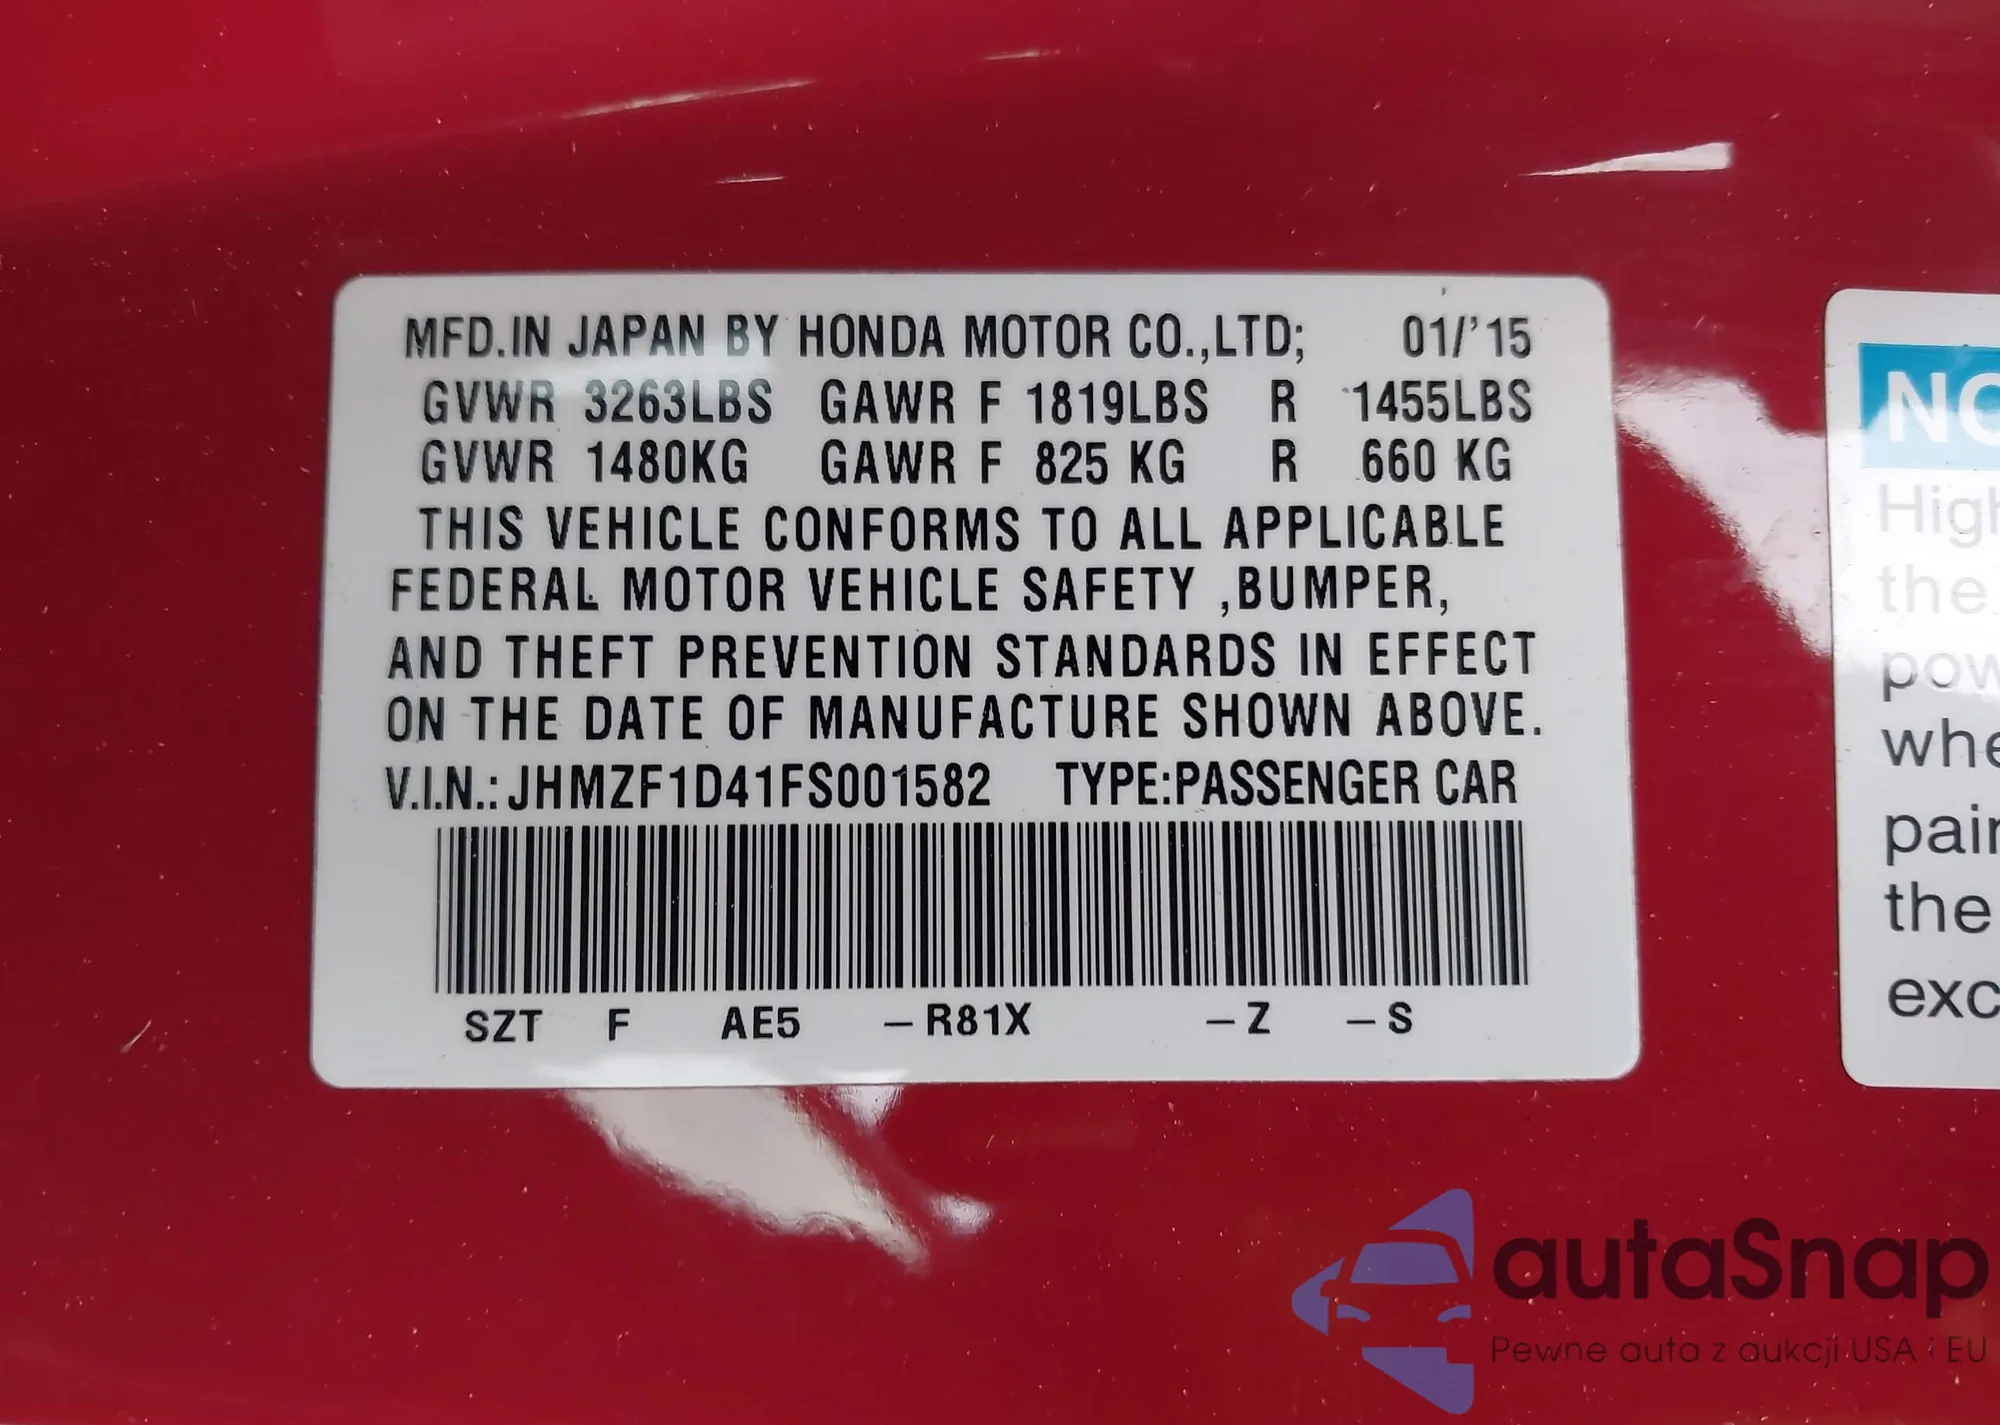 MFD.IN JAPAN BY HONDA MOTOR CO.,LTD; 01/'15
GVWR 3263LBS GAWR F 1819LBS R 1455LBS
GVWR 1480KG GAWR F 825 KG R 660 KG
THIS VEHICLE CONFORMS TO ALL APPLICABLE
FEDERAL MOTOR VEHICLE SAFETY ,BUMPER,
AND THEFT PREVENTION STANDARDS IN EFFECT
ON THE DATE OF MANUFACTURE SHOWN ABOVE.
V.I.N.: JHMZF1D41FS001582 TYPE:PASSENGER CAR
SZT F AE5 –R81X –Z –S
the
the
autaSnap
Pewne auta z aukcji USA i EU